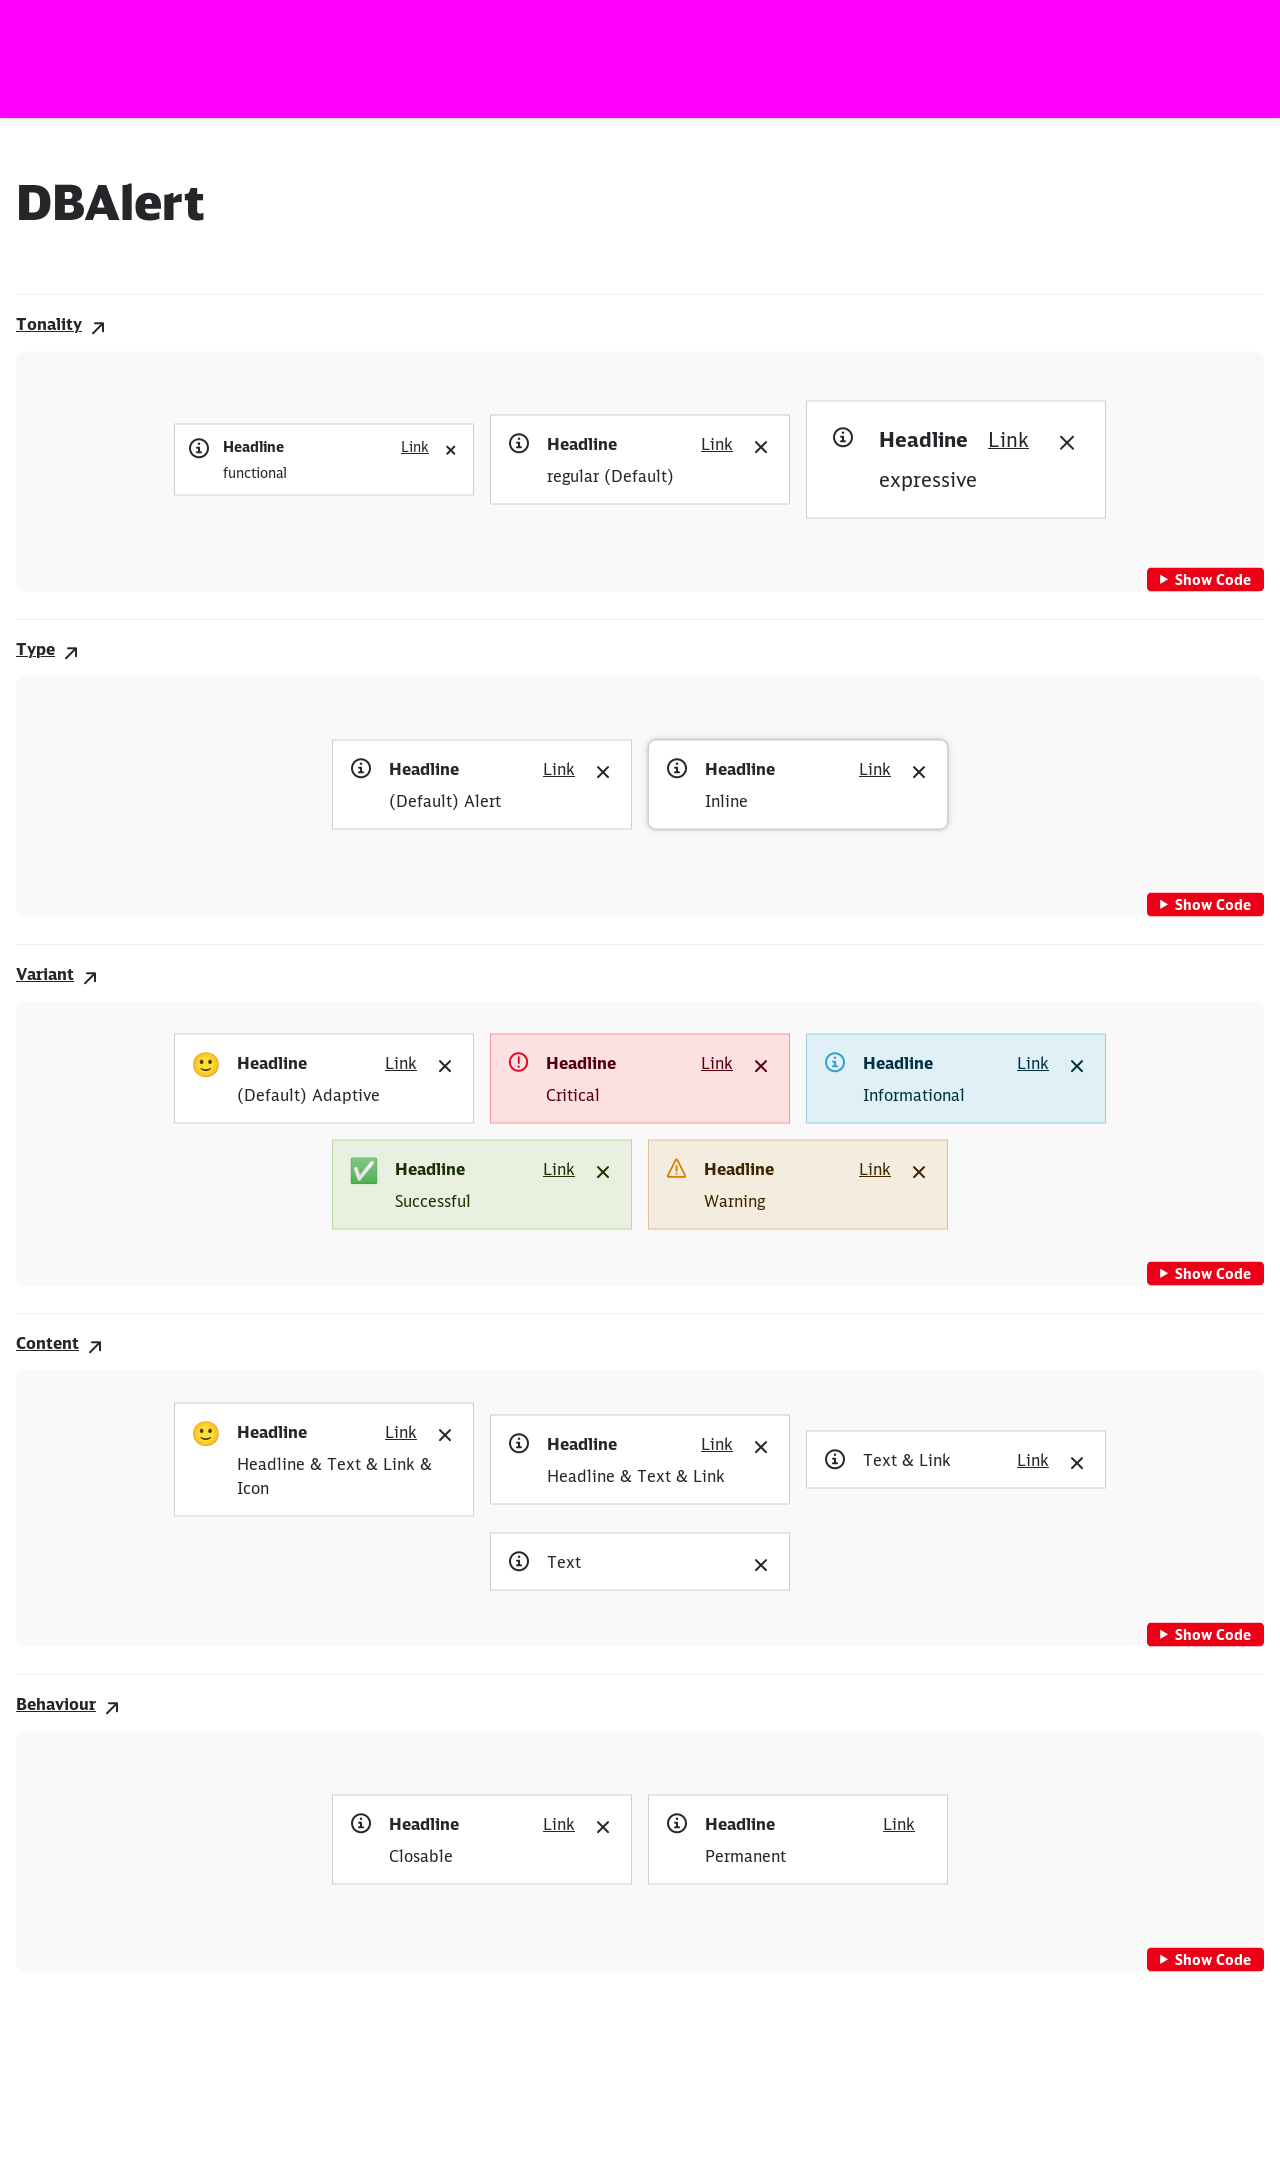 DBAlert
Tonality
Headline Link
functional
Headline Link
regular (Default)
Headline Link
expressive
Show Code
Type
Headline Link
(Default) Alert
Headline Link
Inline
Show Code
Variant
Headline Link
(Default) Adaptive
Headline Link
Critical
Headline Link
Informational
Headline Link
Successful
Headline Link
Warning
Show Code
Content
Headline Link
Headline & Text & Link &
Icon
Headline Link
Headline & Text & Link
Text & Link Link
Text
Show Code
Behaviour
Headline Link
Closable
Headline Link
Permanent
Show Code